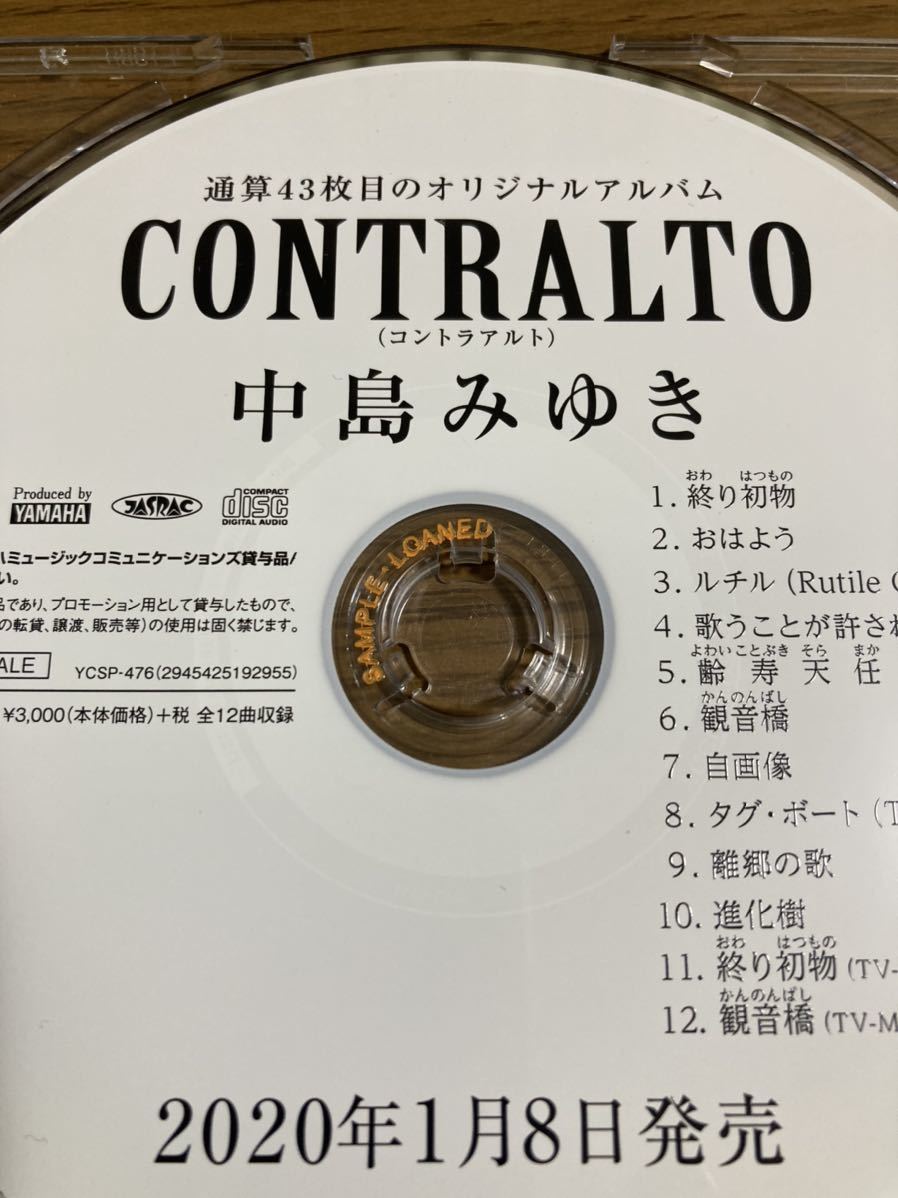 通算43枚目のオリジナルアルバム
CONTRALTO
(コントラアルト)
中島みゆき
Produced by
YAMAHA
JASRAC
COMPACT
disc
DIGITAL AUDIO
ミュージックコミュニケーションズ貸与品/
い。
品であり、プロモーション用として貸与したもので、
の転貸、譲渡、販売等)の使用は固く禁じます。
ALE
YCSP-476(2945425192955)
¥3,000(本体価格)+税 全12曲収録
SAMPLE・LOANED
おわ はつもの
1. 終り初物
2. おはよう
3. ルチル (Rutile
4. 歌うことが許され
よわい ことぶき そら まか
5. 齢 寿 天 任
かんのんばし
6. 観音橋
7. 自画像
8. タグ・ボート (T
9. 離郷の歌
10. 進化樹
おわ はつもの
11. 終り初物 (TV-
かんのんばし
12. 観音橋 (TV-M
2020年1月8日発売